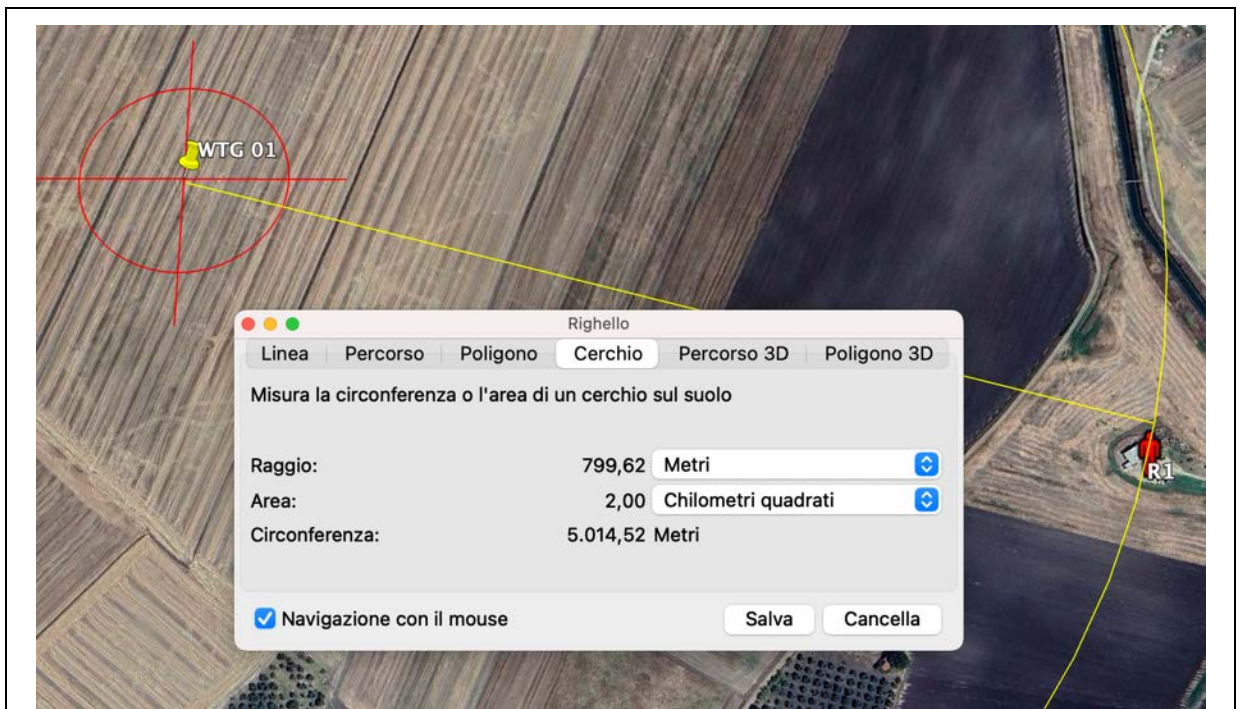 WTG 01
Righello
Linea Percorso Poligono Cerchio Percorso 3D Poligono 3D
Misura la circonferenza o l'area di un cerchio sul suolo
Raggio: 799,62 Metri
Area: 2,00 Chilometri quadrati
Circonferenza: 5.014,52 Metri
R1
Navigazione con il mouse Salva Cancella